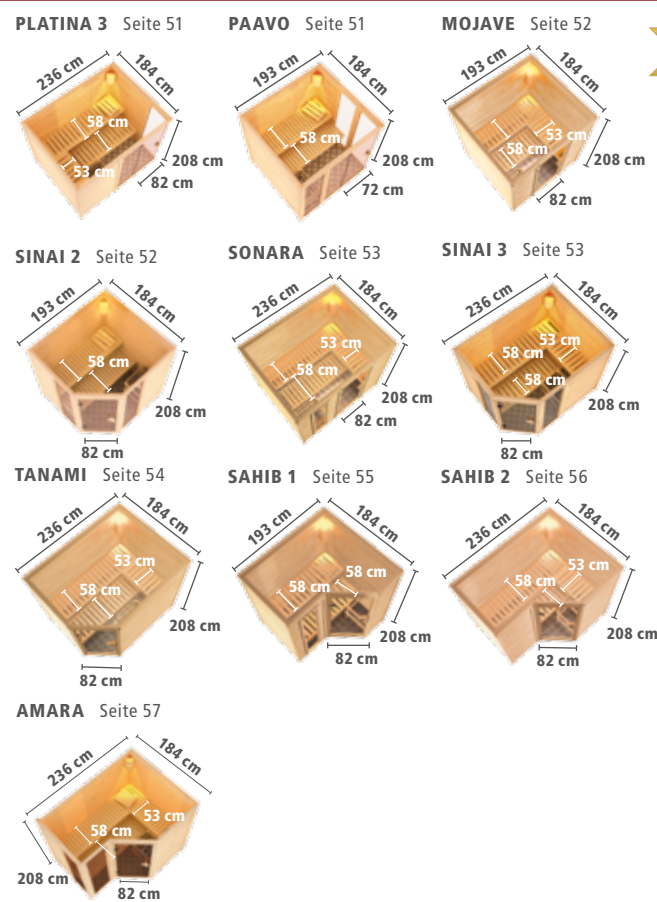 PLATINA 3 Seite 51
236 cm
184 cm
58 cm
53 cm
208 cm
82 cm
PAAVO Seite 51
193 cm
184 cm
58 cm
208 cm
72 cm
MOJAVE Seite 52
193 cm
184 cm
53 cm
58 cm
208 cm
82 cm
SINAI 2 Seite 52
193 cm
184 cm
58 cm
208 cm
82 cm
SONARA Seite 53
236 cm
184 cm
53 cm
58 cm
208 cm
82 cm
SINAI 3 Seite 53
236 cm
184 cm
53 cm
58 cm
58 cm
208 cm
82 cm
TANAMI Seite 54
236 cm
184 cm
53 cm
58 cm
208 cm
82 cm
SAHIB 1 Seite 55
193 cm
184 cm
58 cm
58 cm
208 cm
82 cm
SAHIB 2 Seite 56
236 cm
184 cm
53 cm
58 cm
208 cm
82 cm
AMARA Seite 57
236 cm
184 cm
53 cm
58 cm
208 cm
82 cm